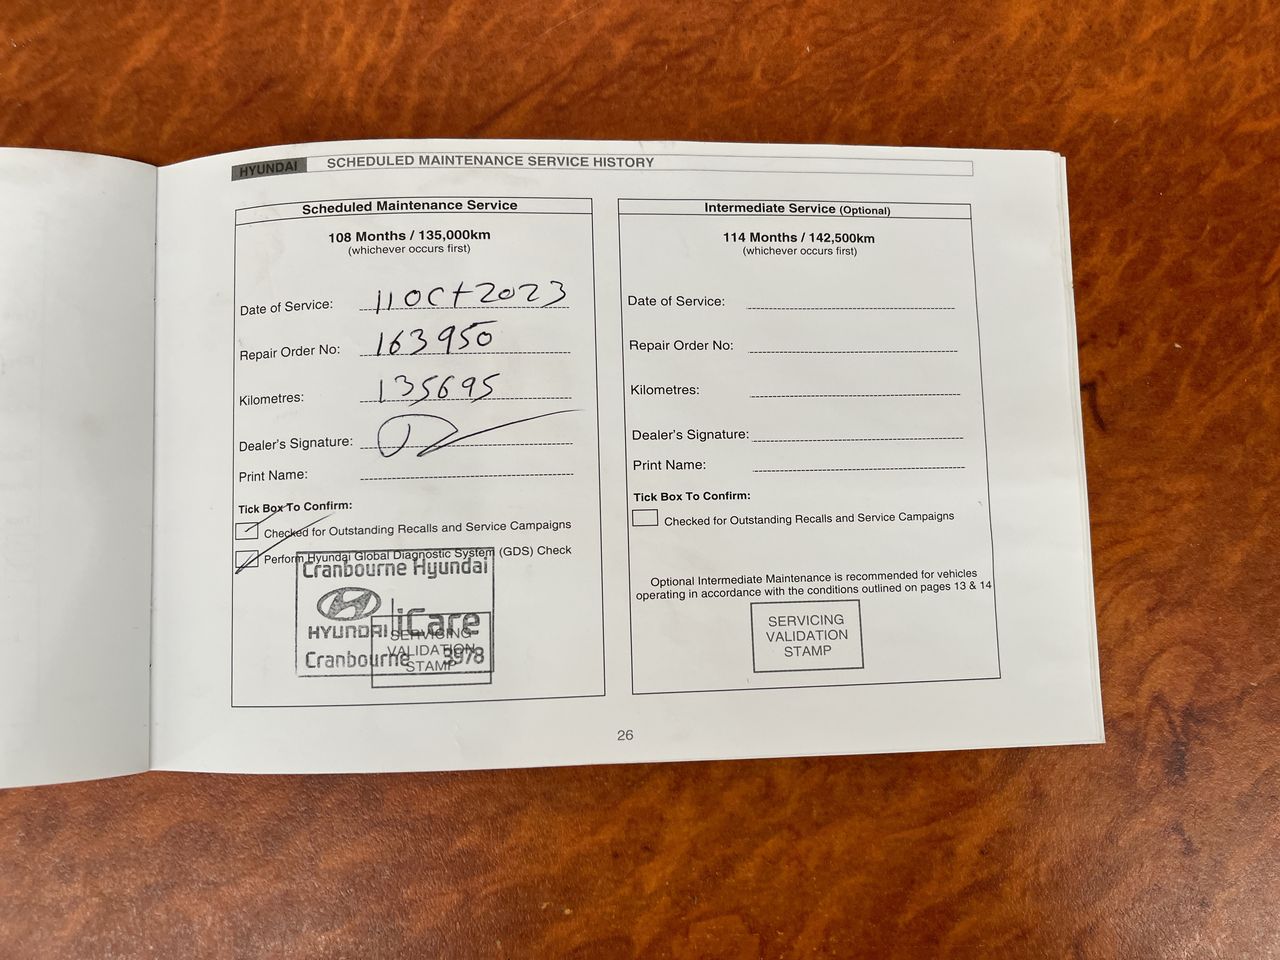 HYUNDAI SCHEDULED MAINTENANCE SERVICE HISTORY
Scheduled Maintenance Service
108 Months / 135,000km
(whichever occurs first)
Date of Service: 11 OCT 2023
Repair Order No: 163950
Kilometres: 135695
Dealer's Signature:
Print Name:
Tick Box To Confirm:
Checked for Outstanding Recalls and Service Campaigns
Perform Hyundai Global Diagnostic System (GDS) Check
Cranbourne Hyundai
HYUNDAI iCare
Cranbourne 3978
SERVICING
VALIDATION
STAMP
Intermediate Service (Optional)
114 Months / 142,500km
(whichever occurs first)
Date of Service:
Repair Order No:
Kilometres:
Dealer's Signature:
Print Name:
Tick Box To Confirm:
Checked for Outstanding Recalls and Service Campaigns
Optional Intermediate Maintenance is recommended for vehicles
operating in accordance with the conditions outlined on pages 13 & 14
SERVICING
VALIDATION
STAMP
26